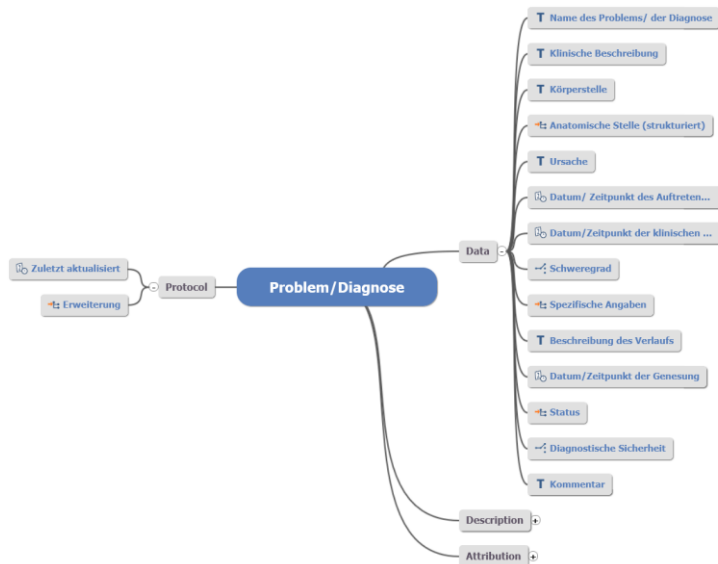 Name des Problems/ der Diagnose
Klinische Beschreibung
Körperstelle
Anatomische Stelle (strukturiert)
Ursache
Datum/ Zeitpunkt des Auftreten...
Datum/Zeitpunkt der klinischen ...
Schweregrad
Spezifische Angaben
Beschreibung des Verlaufs
Datum/Zeitpunkt der Genesung
Status
Diagnostische Sicherheit
Kommentar
Data
Zuletzt aktualisiert
Erweiterung
Protocol
Problem/Diagnose
Description
Attribution